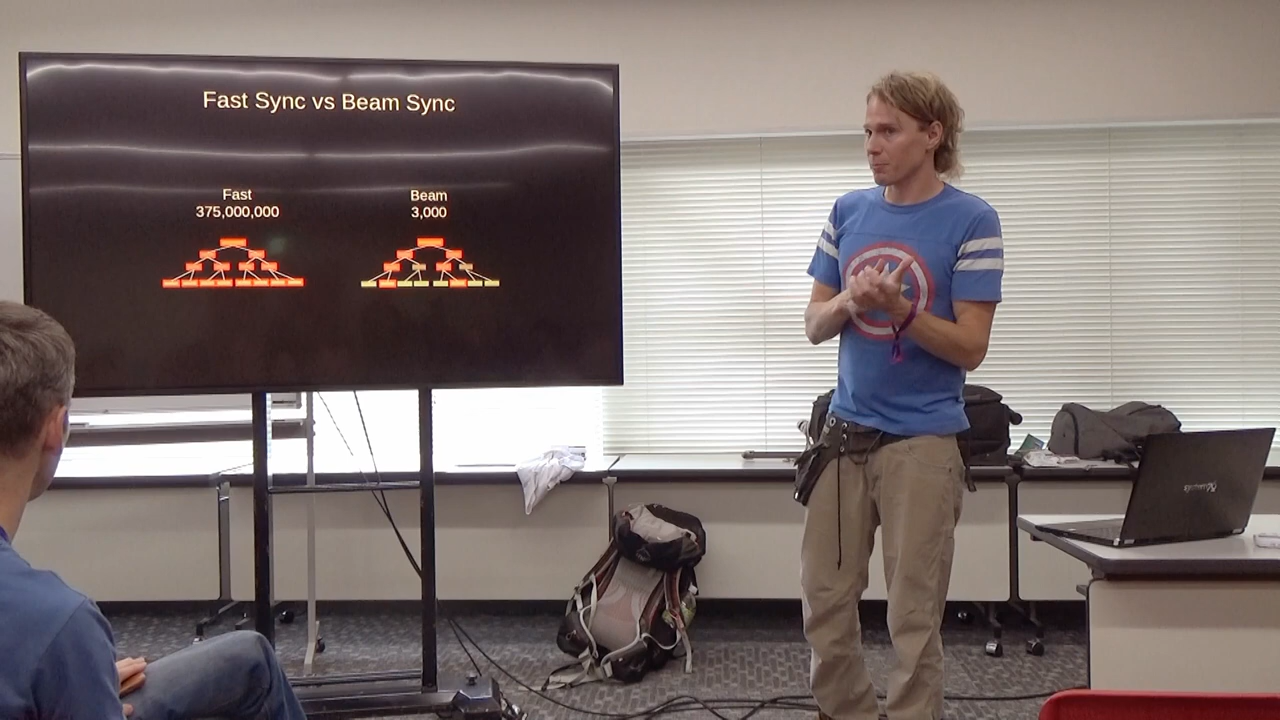 Fast Sync vs Beam Sync
Fast
375,000,000
Beam
3,000